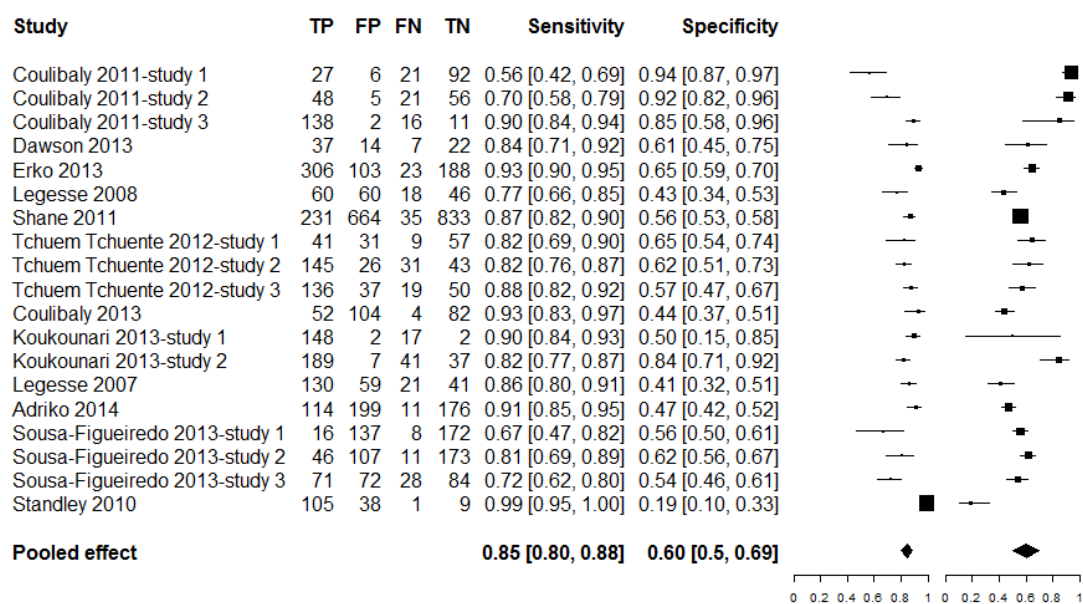 Study TP FP FN TN Sensitivity Specificity
Coulibaly 2011-study 1 27 6 21 92 0.56 [0.42, 0.69] 0.94 [0.87, 0.97]
Coulibaly 2011-study 2 48 5 21 56 0.70 [0.58, 0.79] 0.92 [0.82, 0.96]
Coulibaly 2011-study 3 138 2 16 11 0.90 [0.84, 0.94] 0.85 [0.58, 0.96]
Dawson 2013 37 14 7 22 0.84 [0.71, 0.92] 0.61 [0.45, 0.75]
Erko 2013 306 103 23 188 0.93 [0.90, 0.95] 0.65 [0.59, 0.70]
Legesse 2008 60 60 18 46 0.77 [0.66, 0.85] 0.43 [0.34, 0.53]
Shane 2011 231 664 35 833 0.87 [0.82, 0.90] 0.56 [0.53, 0.58]
Tchuem Tchuente 2012-study 1 41 31 9 57 0.82 [0.69, 0.90] 0.65 [0.54, 0.74]
Tchuem Tchuente 2012-study 2 145 26 31 43 0.82 [0.76, 0.87] 0.62 [0.51, 0.73]
Tchuem Tchuente 2012-study 3 136 37 19 50 0.88 [0.82, 0.92] 0.57 [0.47, 0.67]
Coulibaly 2013 52 104 4 82 0.93 [0.83, 0.97] 0.44 [0.37, 0.51]
Koukounari 2013-study 1 148 2 17 2 0.90 [0.84, 0.93] 0.50 [0.15, 0.85]
Koukounari 2013-study 2 189 7 41 37 0.82 [0.77, 0.87] 0.84 [0.71, 0.92]
Legesse 2007 130 59 21 41 0.86 [0.80, 0.91] 0.41 [0.32, 0.51]
Adriko 2014 114 199 11 176 0.91 [0.85, 0.95] 0.47 [0.42, 0.52]
Sousa-Figueiredo 2013-study 1 16 137 8 172 0.67 [0.47, 0.82] 0.56 [0.50, 0.61]
Sousa-Figueiredo 2013-study 2 46 107 11 173 0.81 [0.69, 0.89] 0.62 [0.56, 0.67]
Sousa-Figueiredo 2013-study 3 71 72 28 84 0.72 [0.62, 0.80] 0.54 [0.46, 0.61]
Standley 2010 105 38 1 9 0.99 [0.95, 1.00] 0.19 [0.10, 0.33]
Pooled effect 0.85 [0.80, 0.88] 0.60 [0.5, 0.69]
0 0.2 0.4 0.6 0.8 1 0 0.2 0.4 0.6 0.8 1